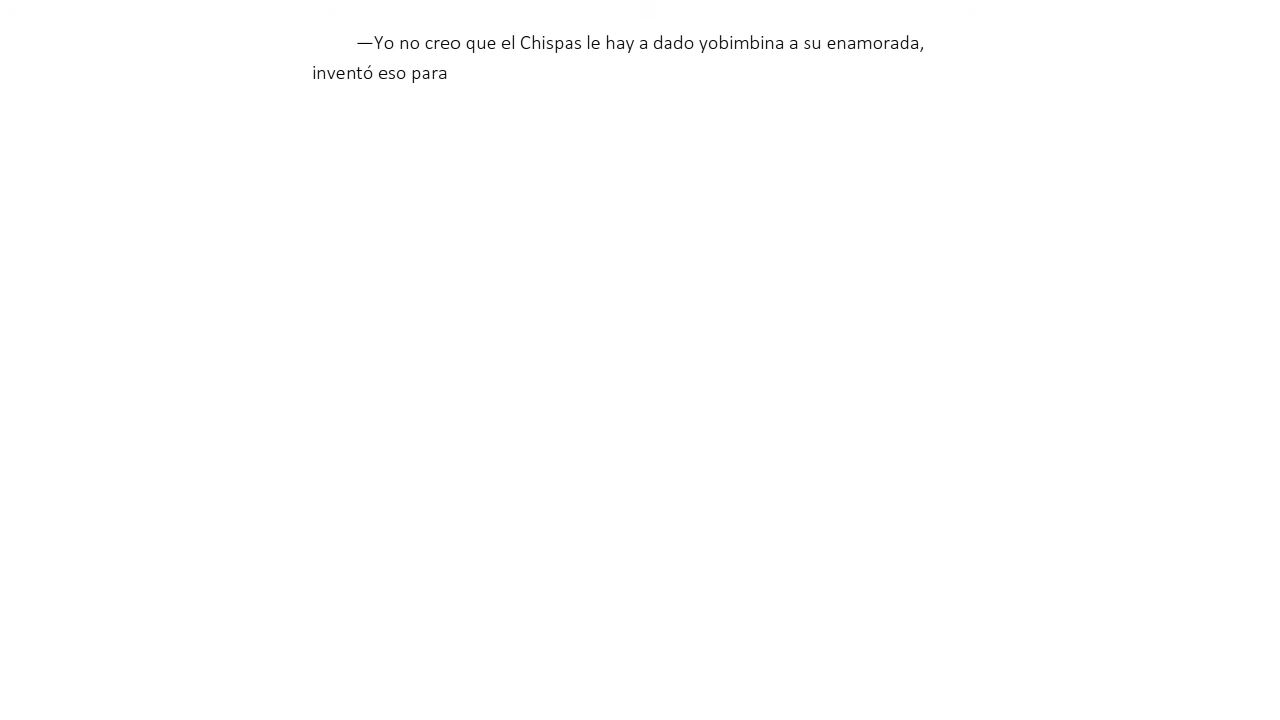 —Yo no creo que el Chispas le hay a dado yobimbina a su enamorada,
inventó eso para